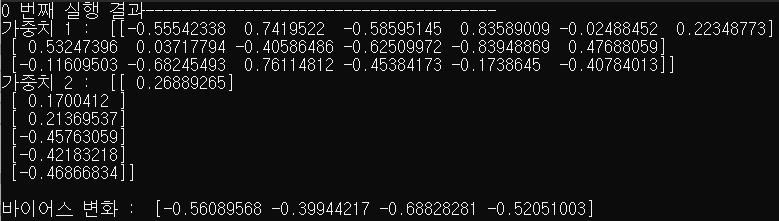 0 번째 실행 결과---------------------------------------
가중치 1 :  [[-0.55542338  0.7419522  -0.58595145  0.83589009 -0.02488452  0.22348773]
 [ 0.53247396  0.03717794 -0.40586486 -0.62509972 -0.83948869  0.47688059]
 [-0.11609503 -0.68245493  0.76114812 -0.45384173 -0.1738645  -0.40784013]]
가중치 2 :  [[ 0.26889265]
 [ 0.1700412 ]
 [ 0.21369537]
 [-0.45763059]
 [-0.42183218]
 [-0.46866834]]
바이어스 변화 :  [-0.56089568 -0.39944217 -0.68828281 -0.52051003]